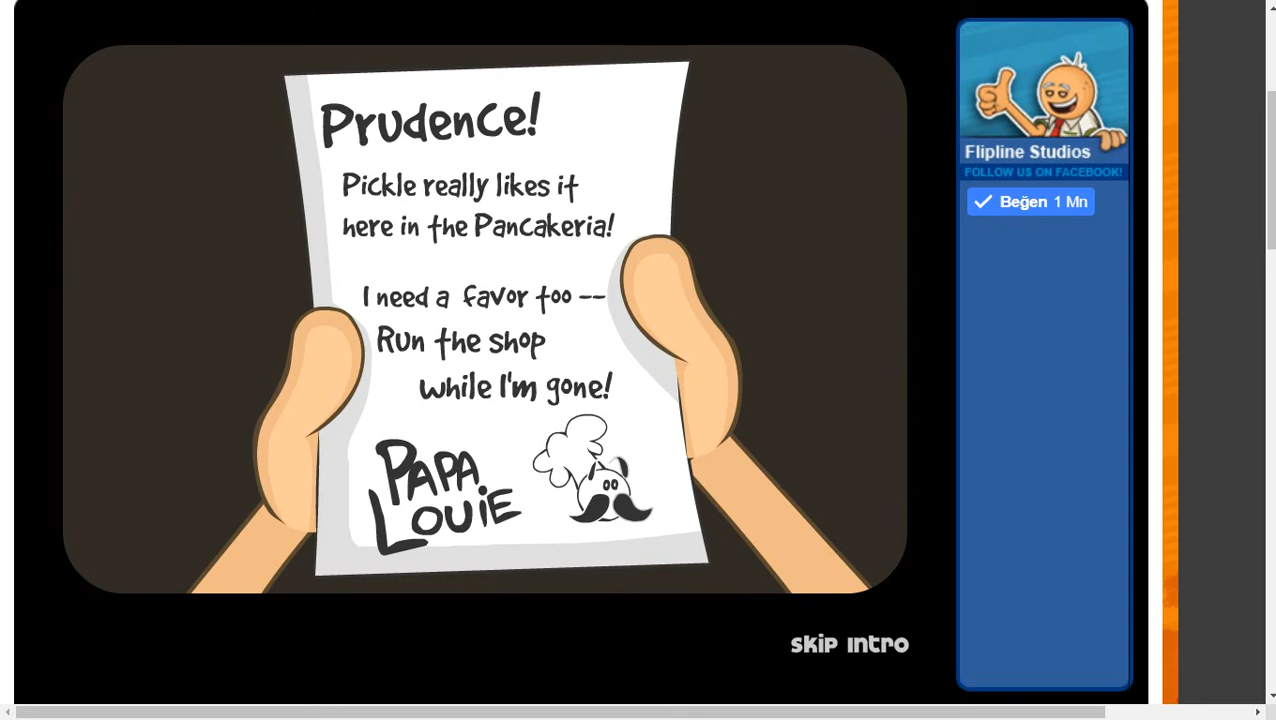 Prudence!
Pickle really likes it
here in the Pancakeria!
I need a favor too --
Run the shop
while I'm gone!
PAPA
LOUIE
Flipline Studios
FOLLOW US ON FACEBOOK!
Beğen 1 Mn
skip intro